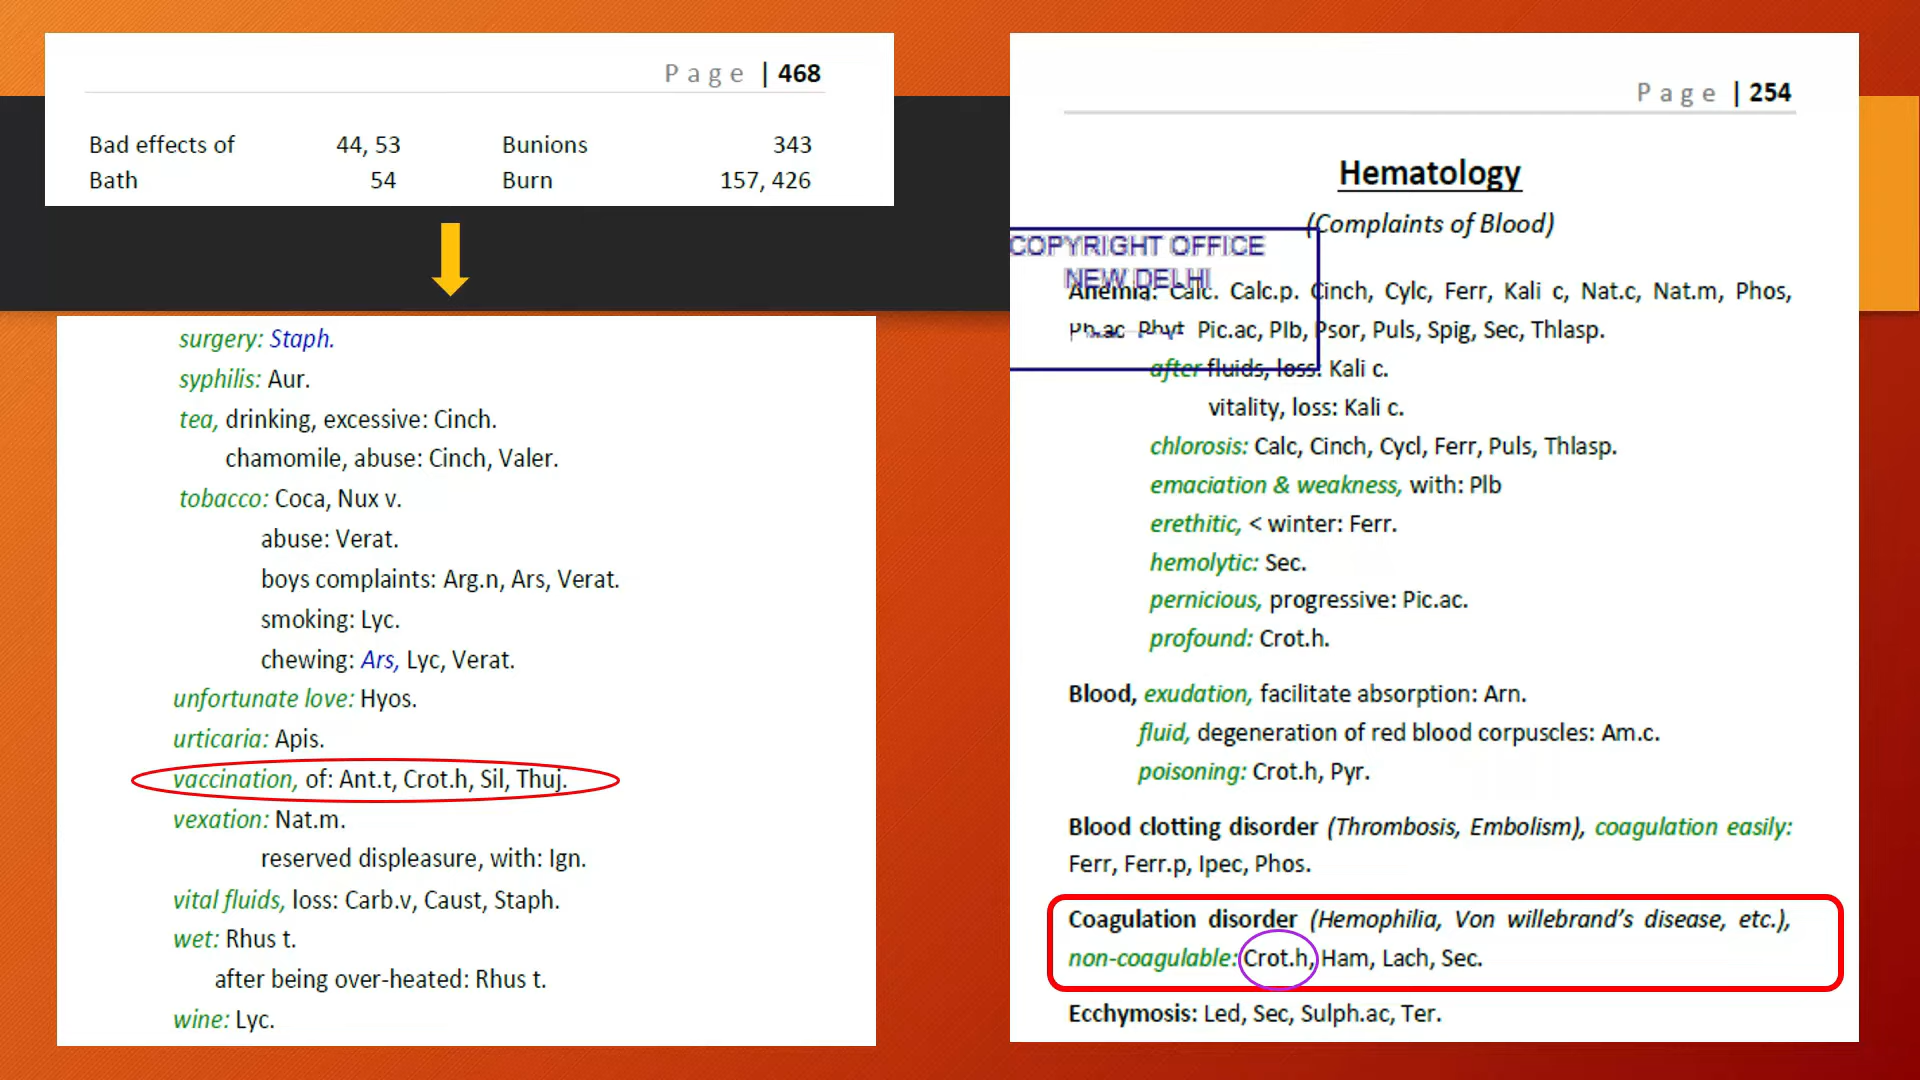 Page | 468
Bad effects of 44, 53 Bunions 343
Bath 54 Burn 157, 426
surgery: Staph.
syphilis: Aur.
tea, drinking, excessive: Cinch.
chamomile, abuse: Cinch, Valer.
tobacco: Coca, Nux v.
abuse: Verat.
boys complaints: Arg.n, Ars, Verat.
smoking: Lyc.
chewing: Ars, Lyc, Verat.
unfortunate love: Hyos.
urticaria: Apis.
vaccination, of: Ant.t, Crot.h, Sil, Thuj.
vexation: Nat.m.
reserved displeasure, with: Ign.
vital fluids, loss: Carb.v, Caust, Staph.
wet: Rhus t.
after being over-heated: Rhus t.
wine: Lyc.
Page | 254
Hematology
(Complaints of Blood)
COPYRIGHT OFFICE
NEW DELHI
Anemia: Calc. Calc.p. Cinch, Cylc, Ferr, Kali c, Nat.c, Nat.m, Phos,
Ph.ac Phyt Pic.ac, Plb, Psor, Puls, Spig, Sec, Thlasp.
after fluids, loss: Kali c.
vitality, loss: Kali c.
chlorosis: Calc, Cinch, Cycl, Ferr, Puls, Thlasp.
emaciation & weakness, with: Plb
erethitic, < winter: Ferr.
hemolytic: Sec.
pernicious, progressive: Pic.ac.
profound: Crot.h.
Blood, exudation, facilitate absorption: Arn.
fluid, degeneration of red blood corpuscles: Am.c.
poisoning: Crot.h, Pyr.
Blood clotting disorder (Thrombosis, Embolism), coagulation easily:
Ferr, Ferr.p, Ipec, Phos.
Coagulation disorder (Hemophilia, Von willebrand's disease, etc.),
non-coagulable: Crot.h, Ham, Lach, Sec.
Ecchymosis: Led, Sec, Sulph.ac, Ter.